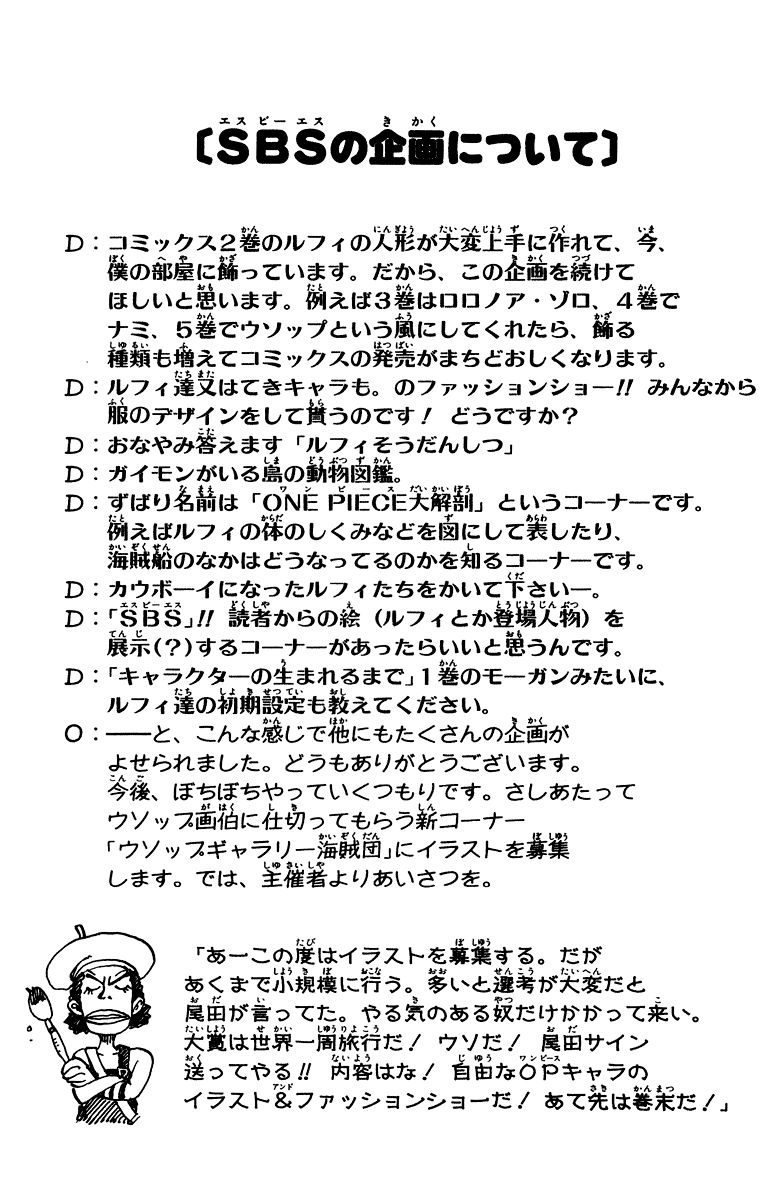 〔SBSの企画について〕
D：コミックス2巻のルフィの人形が大変上手に作れて、今、
僕の部屋に飾っています。だから、この企画を続けて
ほしいと思います。例えば3巻はロロノア・ゾロ、4巻で
ナミ、5巻でウソップという風にしてくれたら、飾る
種類も増えてコミックスの発売がまちどおしくなります。
D：ルフィ達又はてきキャラも。のファッションショー!! みんなから
服のデザインをして貰うのです！ どうですか？
D：おなやみ答えます「ルフィそうだんしつ」
D：ガイモンがいる島の動物図鑑。
D：ずばり名前は「ONE PIECE大解剖」というコーナーです。
例えばルフィの体のしくみなどを図にして表したり、
海賊船のなかはどうなってるのかを知るコーナーです。
D：カウボーイになったルフィたちをかいて下さいー。
D：「SBS」!! 読者からの絵（ルフィとか登場人物）を
展示(？)するコーナーがあったらいいと思うんです。
D：「キャラクターの生まれるまで」1巻のモーガンみたいに、
ルフィ達の初期設定も教えてください。
O：――と、こんな感じで他にもたくさんの企画が
よせられました。どうもありがとうございます。
今後、ぼちぼちやっていくつもりです。さしあたって
ウソップ画伯に仕切ってもらう新コーナー
「ウソップギャラリー海賊団」にイラストを募集
します。では、主催者よりあいさつを。
「あーこの度はイラストを募集する。だが
あくまで小規模に行う。多いと選考が大変だと
尾田が言ってた。やる気のある奴だけかかって来い。
大賞は世界一周旅行だ！ ウソだ！ 尾田サイン
送ってやる!! 内容はな！ 自由なOPキャラの
イラスト＆ファッションショーだ！ あて先は巻末だ！」